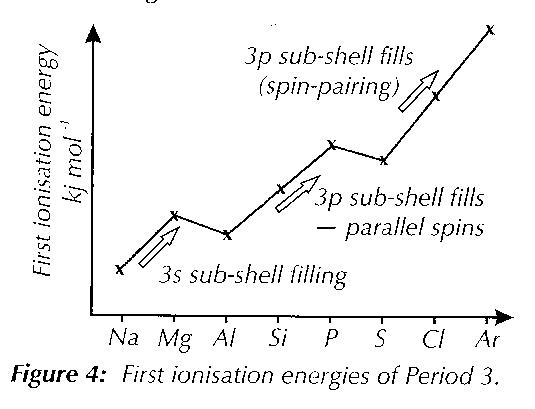 First ionisation energy
kj mol⁻¹
3p sub-shell fills
(spin-pairing)
3p sub-shell fills
— parallel spins
3s sub-shell filling
Na Mg Al Si P S Cl Ar
Figure 4: First ionisation energies of Period 3.